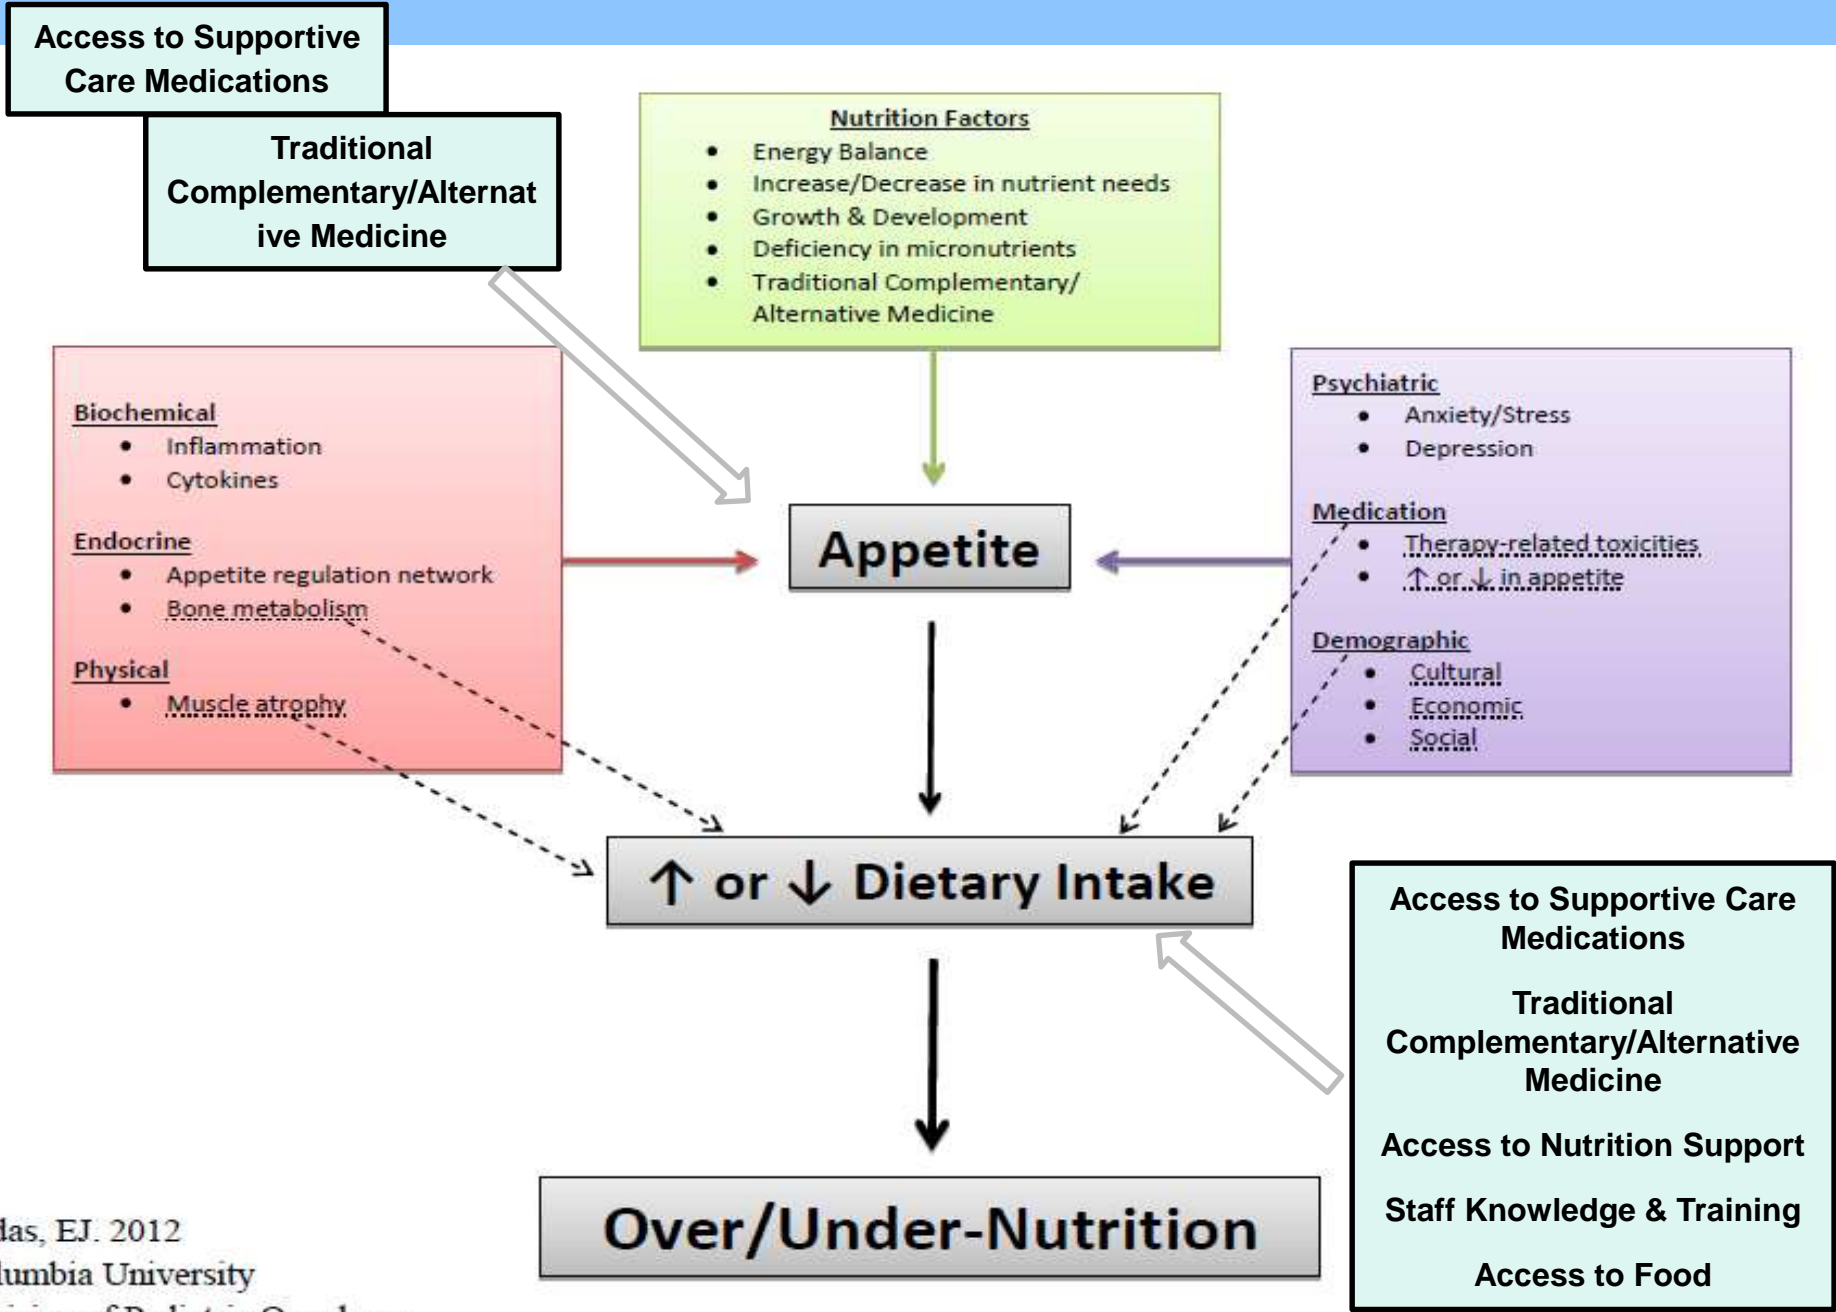 Access to Supportive
Care Medications
Traditional
Complementary/Alternat
ive Medicine
Nutrition Factors
• Energy Balance
• Increase/Decrease in nutrient needs
• Growth & Development
• Deficiency in micronutrients
• Traditional Complementary/
Alternative Medicine
Biochemical
• Inflammation
• Cytokines
Endocrine
• Appetite regulation network
• Bone metabolism
Physical
• Muscle atrophy
Appetite
Psychiatric
• Anxiety/Stress
• Depression
Medication
• Therapy-related toxicities
• ↑ or ↓ in appetite
Demographic
• Cultural
• Economic
• Social
↑ or ↓ Dietary Intake
Access to Supportive Care
Medications
Traditional
Complementary/Alternative
Medicine
Access to Nutrition Support
Staff Knowledge & Training
Access to Food
Over/Under-Nutrition
das, EJ. 2012
lumbia University
of Pediatric